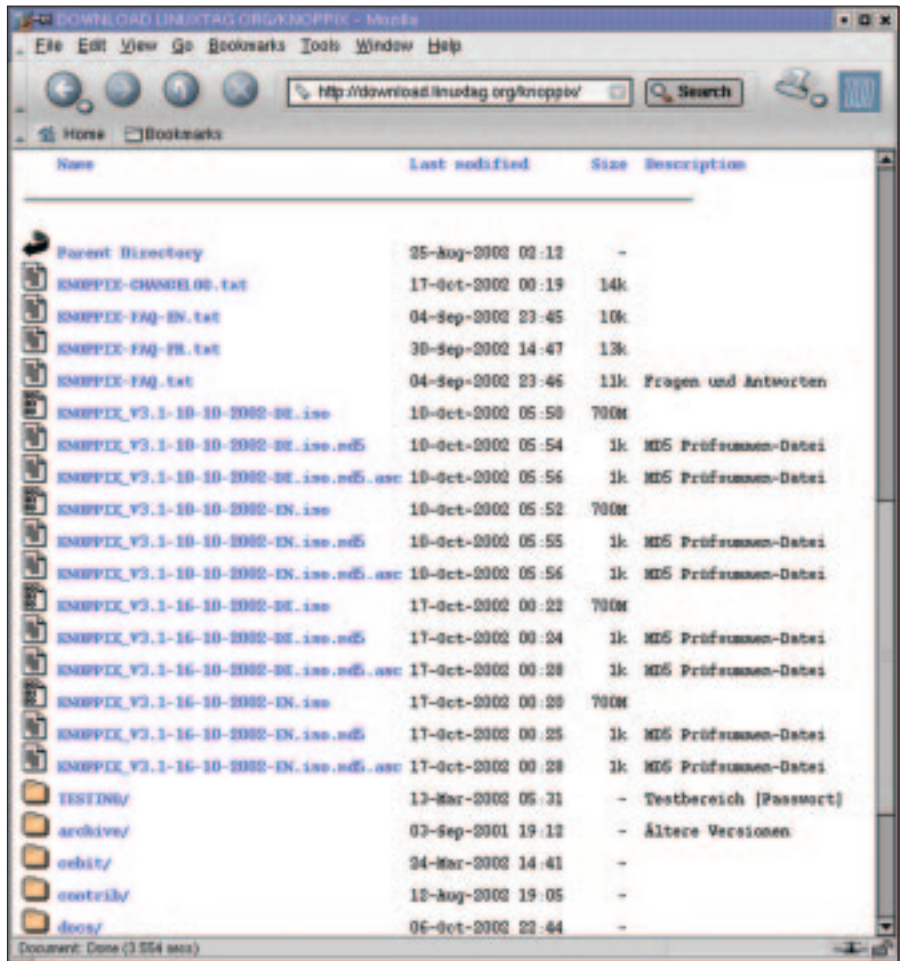 DOWNLOAD LINUXTAG ORG/KNOPPIX - Mozilla
File Edit View Go Bookmarks Tools Window Help
http://download.linuxtag.org/knoppix/ Search
Home Bookmarks
Name Last modified Size Description
Parent Directory 25-Aug-2002 02:12 -
KNOPPIX-CHANGELOG.txt 17-Oct-2002 00:19 14k
KNOPPIX-FAQ-EN.txt 04-Sep-2002 23:45 10k
KNOPPIX-FAQ-FR.txt 30-Sep-2002 14:47 13k
KNOPPIX-FAQ.txt 04-Sep-2002 23:46 11k Fragen und Antworten
KNOPPIX_V3.1-10-10-2002-DE.iso 10-Oct-2002 05:50 700M
KNOPPIX_V3.1-10-10-2002-DE.iso.md5 10-Oct-2002 05:54 1k MD5 Prüfsummen-Datei
KNOPPIX_V3.1-10-10-2002-DE.iso.md5.asc 10-Oct-2002 05:56 1k MD5 Prüfsummen-Datei
KNOPPIX_V3.1-10-10-2002-EN.iso 10-Oct-2002 05:52 700M
KNOPPIX_V3.1-10-10-2002-EN.iso.md5 10-Oct-2002 05:55 1k MD5 Prüfsummen-Datei
KNOPPIX_V3.1-10-10-2002-EN.iso.md5.asc 10-Oct-2002 05:56 1k MD5 Prüfsummen-Datei
KNOPPIX_V3.1-16-10-2002-DE.iso 17-Oct-2002 00:22 700M
KNOPPIX_V3.1-16-10-2002-DE.iso.md5 17-Oct-2002 00:24 1k MD5 Prüfsummen-Datei
KNOPPIX_V3.1-16-10-2002-DE.iso.md5.asc 17-Oct-2002 00:28 1k MD5 Prüfsummen-Datei
KNOPPIX_V3.1-16-10-2002-EN.iso 17-Oct-2002 00:20 700M
KNOPPIX_V3.1-16-10-2002-EN.iso.md5 17-Oct-2002 00:25 1k MD5 Prüfsummen-Datei
KNOPPIX_V3.1-16-10-2002-EN.iso.md5.asc 17-Oct-2002 00:28 1k MD5 Prüfsummen-Datei
TESTING/ 13-Mar-2002 05:31 - Testbereich [Passwort]
archive/ 03-Sep-2001 19:12 - Ältere Versionen
cebit/ 24-Mar-2002 14:41 -
contrib/ 12-Aug-2002 19:05 -
docs/ 06-Oct-2002 22:44 -
Document: Done (3.554 secs)